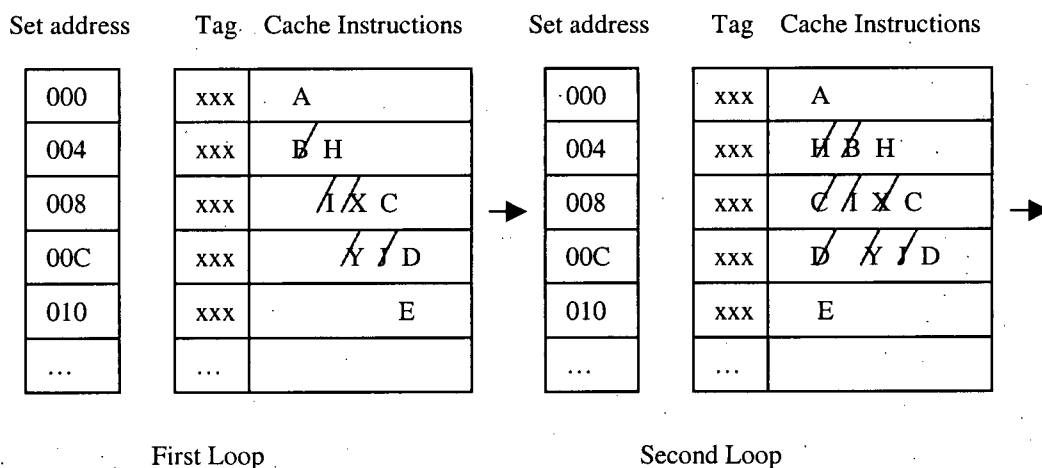 Set address Tag Cache Instructions Set address Tag Cache Instructions
000 xxx A 000 xxx A
004 xxx B H 004 xxx H B H
008 xxx I X C 008 xxx C I X C
00C xxx Y J D 00C xxx D Y J D
010 xxx E 010 xxx E
... ... ... ...
First Loop Second Loop